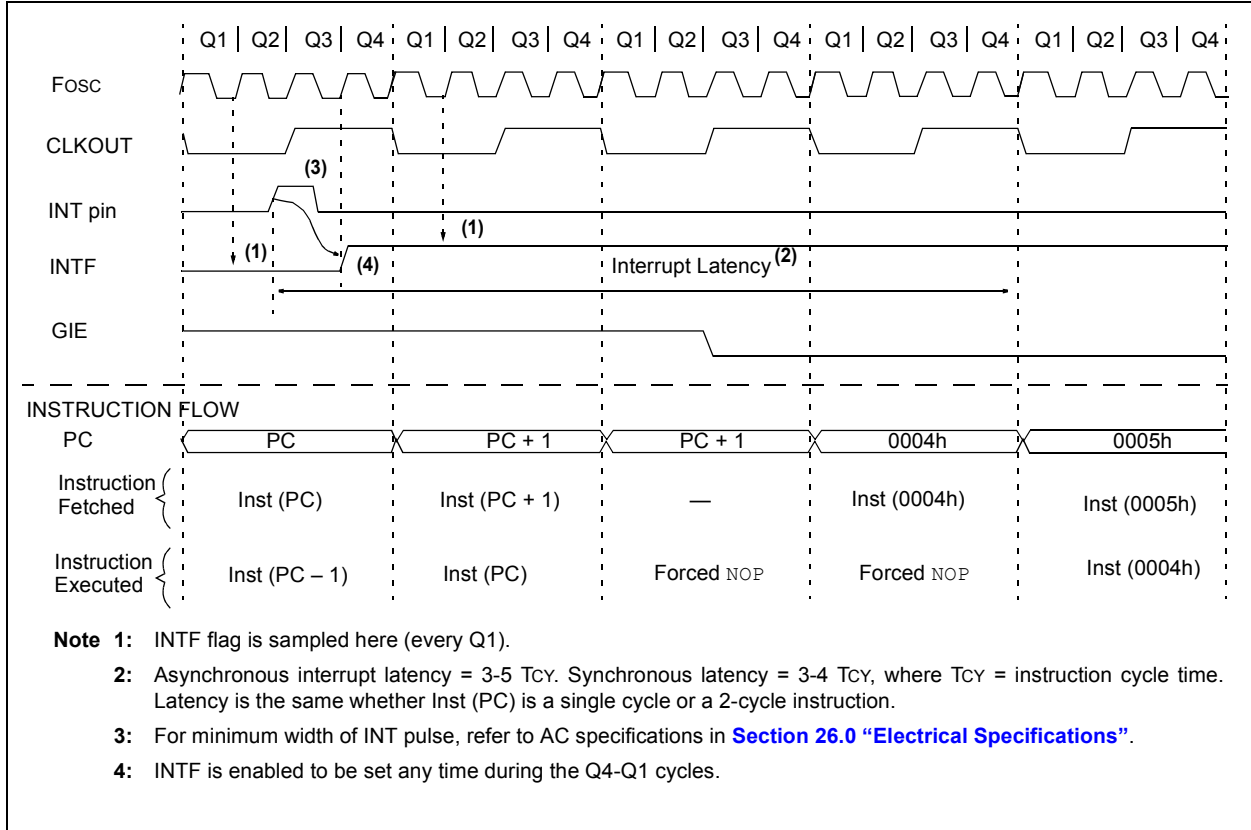 Q1 Q2 Q3 Q4 Q1 Q2 Q3 Q4 Q1 Q2 Q3 Q4 Q1 Q2 Q3 Q4 Q1 Q2 Q3 Q4
FOSC
CLKOUT
(3)
INT pin
(1)
(1)
INTF
(4)
Interrupt Latency(2)
GIE
INSTRUCTION FLOW
PC
PC
PC + 1
PC + 1
0004h
0005h
Instruction
Fetched
Inst (PC)
Inst (PC + 1)
—
Inst (0004h)
Inst (0005h)
Instruction
Executed
Inst (PC – 1)
Inst (PC)
Forced NOP
Forced NOP
Inst (0004h)
Note 1: INTF flag is sampled here (every Q1).
2: Asynchronous interrupt latency = 3-5 TCY. Synchronous latency = 3-4 TCY, where TCY = instruction cycle time.
Latency is the same whether Inst (PC) is a single cycle or a 2-cycle instruction.
3: For minimum width of INT pulse, refer to AC specifications in Section 26.0 “Electrical Specifications”.
4: INTF is enabled to be set any time during the Q4-Q1 cycles.